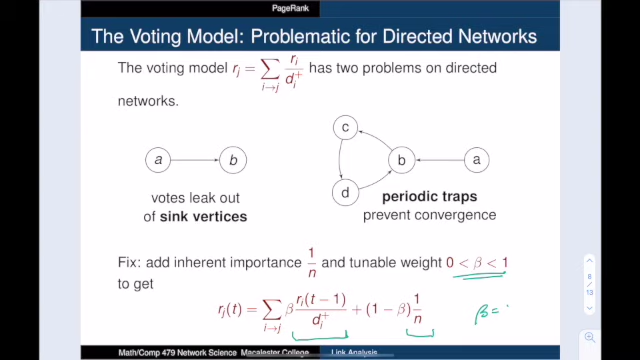 PageRank
The Voting Model: Problematic for Directed Networks
The voting model r_j = ∑_{i→j} r_i / d_i^+ has two problems on directed
networks.
a
b
votes leak out
of sink vertices
c
d
b
a
periodic traps
prevent convergence
Fix: add inherent importance 1/n and tunable weight 0 < β < 1
to get
r_j(t) = ∑_{i→j} β r_i(t − 1) / d_i^+ + (1 − β) 1/n
β =
8
13
Math/Comp 479 Network Science Macalester College Link Analysis